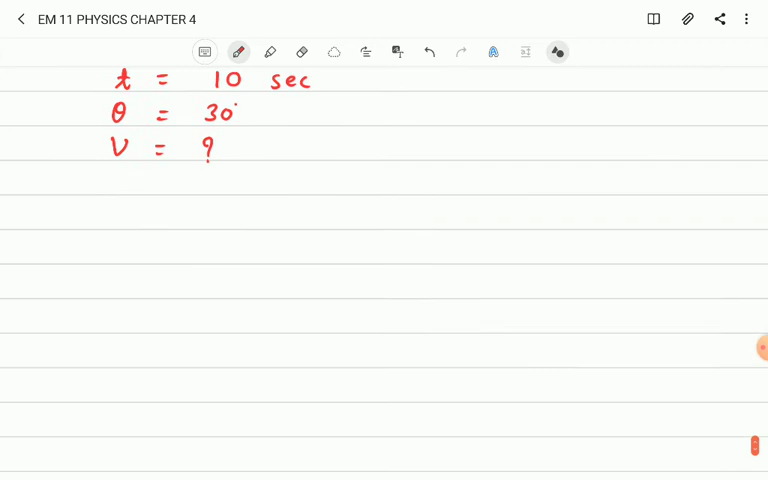 EM 11 PHYSICS CHAPTER 4
t = 10 sec
θ = 30°
V = ?